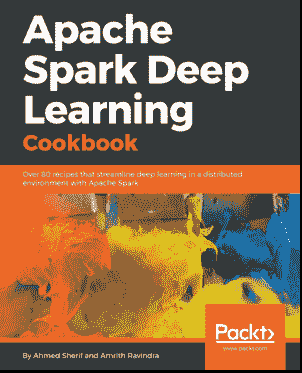 Apache
Spark Deep
Learning
Cookbook
Over 80 recipes that streamline deep learning in a distributed
environment with Apache Spark
Packt>
www.packt.com
By Ahmed Sherif and Amrith Ravindra